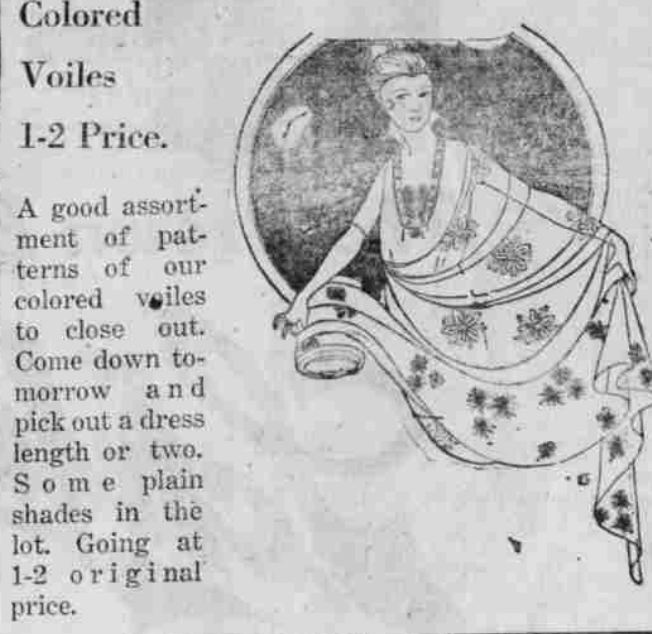 Colored
Voiles
1-2 Price.
A good assort-
ment of pat-
terns of our
colored voiles
to close out.
Come down to-
morrow and
pick out a dress
length or two.
Some plain
shades in the
lot. Going at
1-2 original
price.